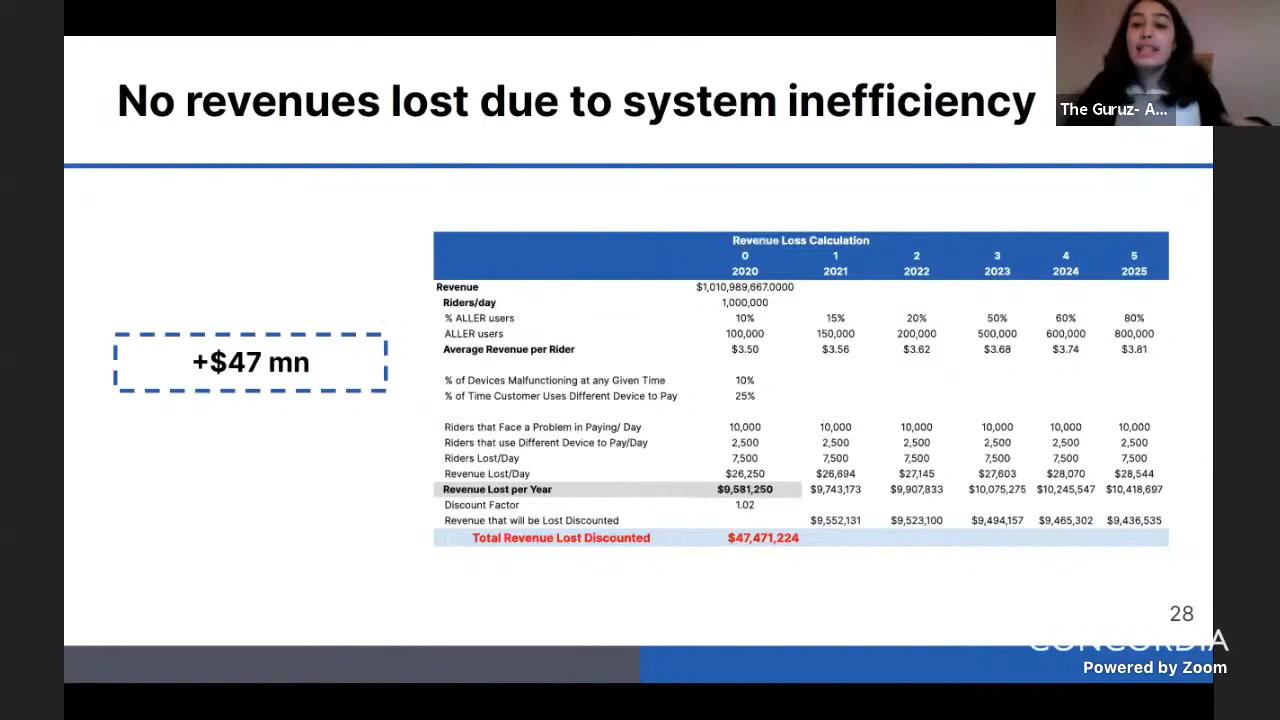 No revenues lost due to system inefficiency
The Guruz- A...
+$47 mn
Revenue Loss Calculation
0 1 2 3 4 5
2020 2021 2022 2023 2024 2025
Revenue $1,010,989,667.0000
Riders/day 1,000,000
% ALLER users 10% 15% 20% 50% 60% 80%
ALLER users 100,000 150,000 200,000 500,000 600,000 800,000
Average Revenue per Rider $3.50 $3.56 $3.62 $3.68 $3.74 $3.81
% of Devices Malfunctioning at any Given Time 10%
% of Time Customer Uses Different Device to Pay 25%
Riders that Face a Problem in Paying/ Day 10,000 10,000 10,000 10,000 10,000 10,000
Riders that use Different Device to Pay/Day 2,500 2,500 2,500 2,500 2,500 2,500
Riders Lost/Day 7,500 7,500 7,500 7,500 7,500 7,500
Revenue Lost/Day $26,250 $26,694 $27,145 $27,603 $28,070 $28,544
Revenue Lost per Year $9,581,250 $9,743,173 $9,907,833 $10,075,275 $10,245,547 $10,418,697
Discount Factor 1.02
Revenue that will be Lost Discounted $9,552,131 $9,523,100 $9,494,157 $9,465,302 $9,436,535
Total Revenue Lost Discounted $47,471,224
28
CONCORDIA
Powered by Zoom